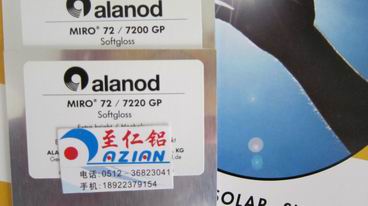 alanod
MIRO® 72 / 7200 GP
Softgloss
alanod
MIRO® 72 / 7220 GP
Softgloss
KG
至仁铝
AZIAN
电话:0512-36823041
手机:18922379154
SOLAR